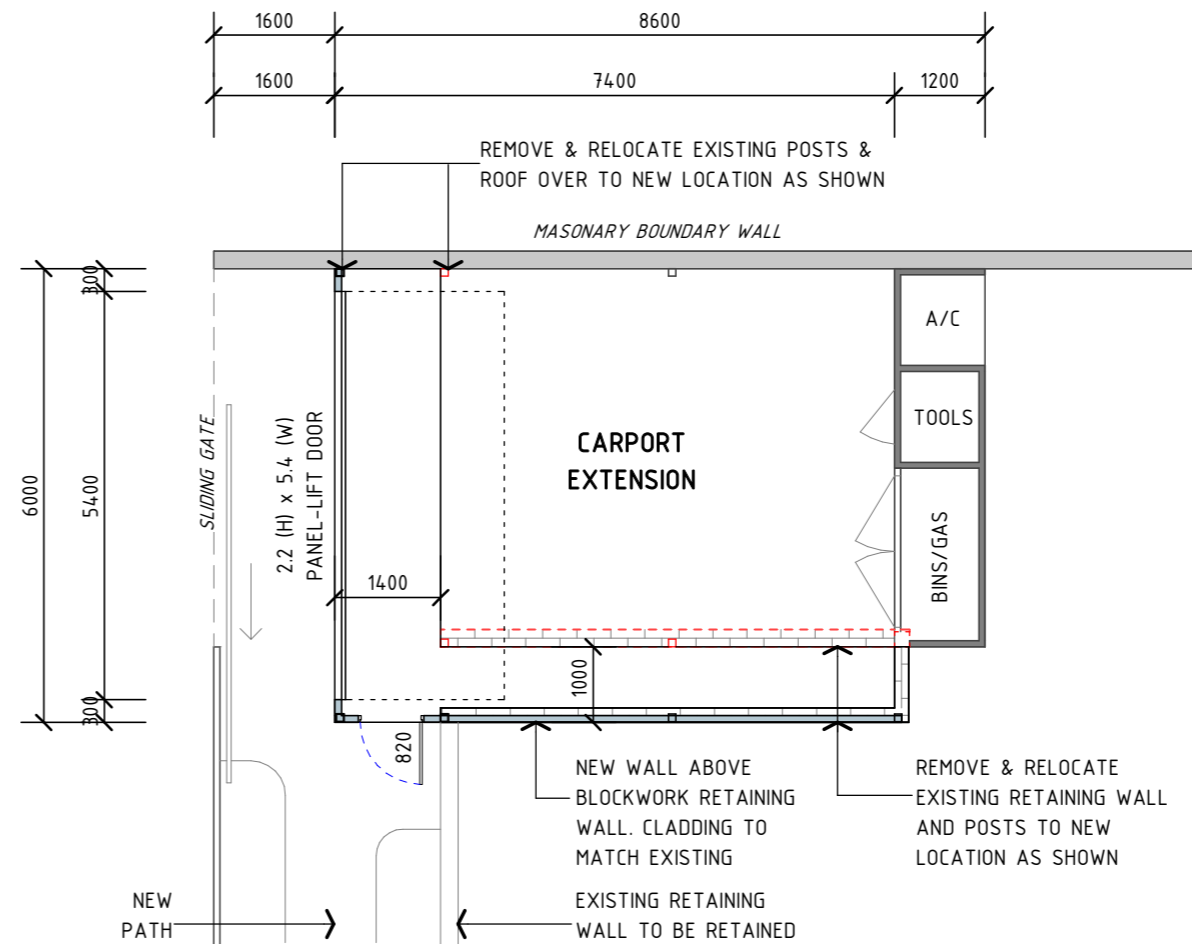 1600
8600
1600
7400
1200
REMOVE & RELOCATE EXISTING POSTS &
ROOF OVER TO NEW LOCATION AS SHOWN
MASONARY BOUNDARY WALL
300
6000
5400
300
SLIDING GATE
2.2 (H) x 5.4 (W)
PANEL-LIFT DOOR
CARPORT
EXTENSION
A/C
TOOLS
BINS/GAS
1400
1000
820
NEW WALL ABOVE
BLOCKWORK RETAINING
WALL. CLADDING TO
MATCH EXISTING
REMOVE & RELOCATE
EXISTING RETAINING WALL
AND POSTS TO NEW
LOCATION AS SHOWN
NEW
PATH
EXISTING RETAINING
WALL TO BE RETAINED